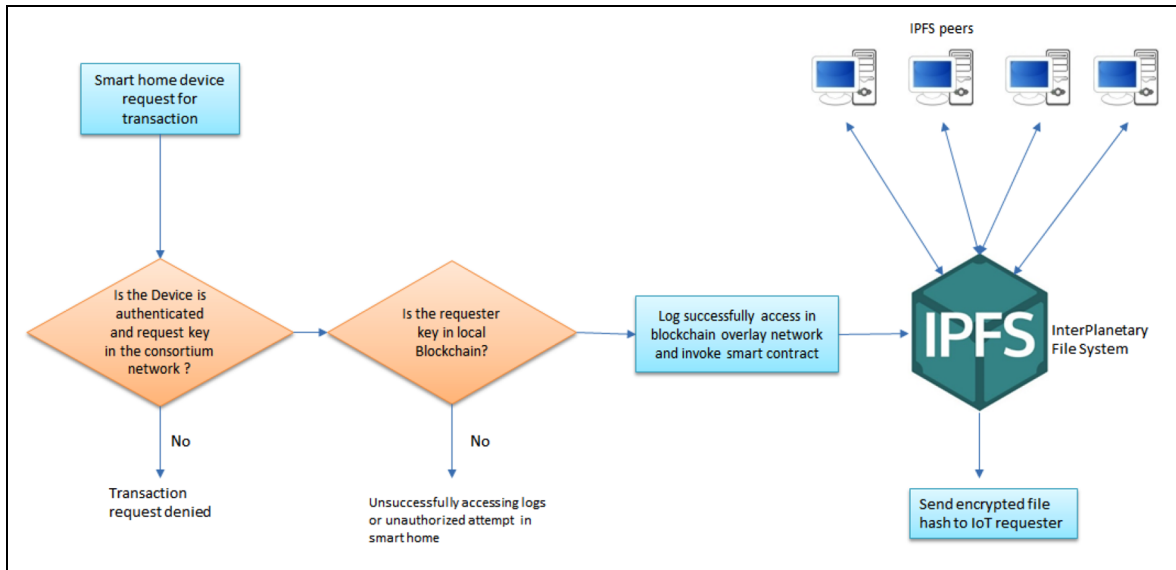 IPFS peers
Smart home device
request for
transaction
Is the Device is
authenticated
and request key
in the consortium
network ?
Is the requester
key in local
Blockchain?
Log successfully access in
blockchain overlay network
and invoke smart contract
IPFS
InterPlanetary
File System
No
No
Transaction
request denied
Unsuccessfully accessing logs
or unauthorized attempt in
smart home
Send encrypted file
hash to IoT requester